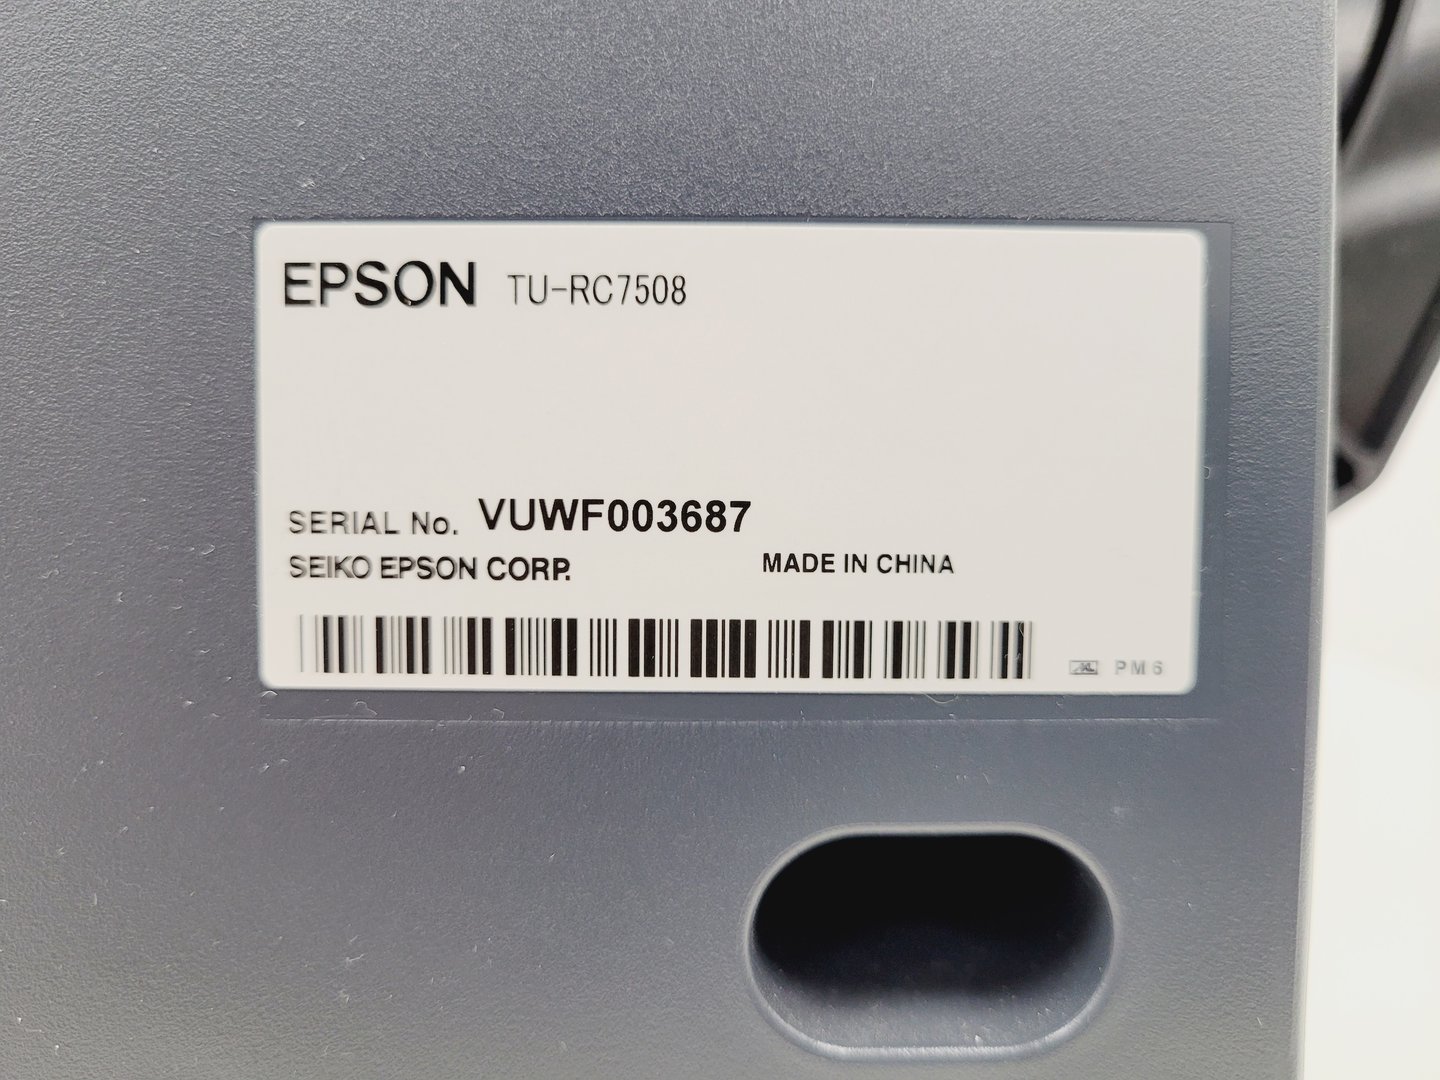 EPSON TU-RC7508
SERIAL No. VUWF003687
SEIKO EPSON CORP. MADE IN CHINA
PM6